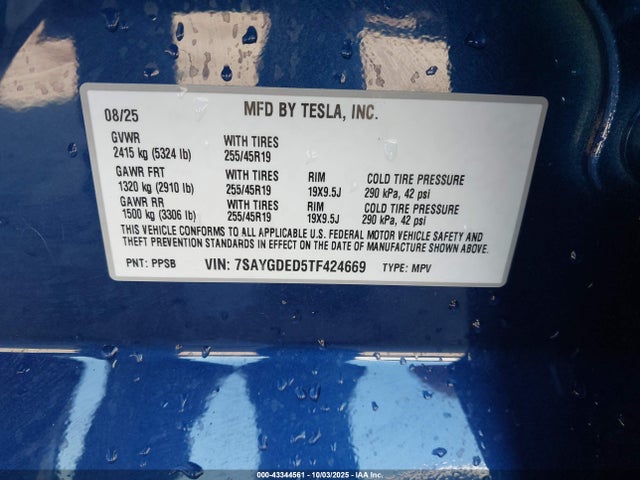 08/25 MFD BY TESLA, INC.
GVWR WITH TIRES
2415 kg (5324 lb) 255/45R19
GAWR FRT WITH TIRES RIM COLD TIRE PRESSURE
1320 kg (2910 lb) 255/45R19 19X9.5J 290 kPa, 42 psi
GAWR RR WITH TIRES RIM COLD TIRE PRESSURE
1500 kg (3306 lb) 255/45R19 19X9.5J 290 kPa, 42 psi
THIS VEHICLE CONFORMS TO ALL APPLICABLE U.S. FEDERAL MOTOR VEHICLE SAFETY AND
THEFT PREVENTION STANDARDS IN EFFECT ON THE DATE OF MANUFACTURE SHOWN ABOVE.
PNT: PPSB VIN: 7SAYGDED5TF424669 TYPE: MPV
000-43344561 - 10/03/2025 - IAA Inc.